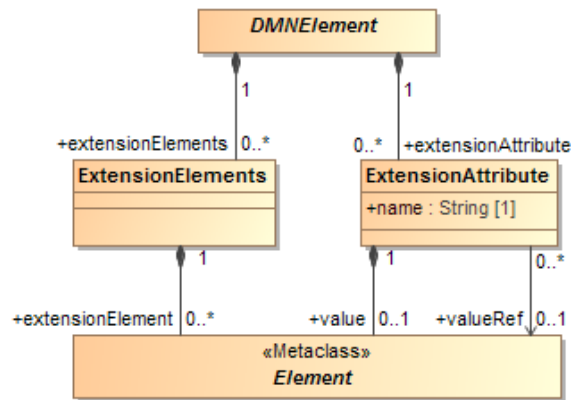 DMNElement
1 1
+extensionElements 0..* 0..* +extensionAttribute
ExtensionElements ExtensionAttribute
+name : String [1]
1 1 0..*
+extensionElement 0..* +value 0..1 +valueRef 0..1
«Metaclass»
Element